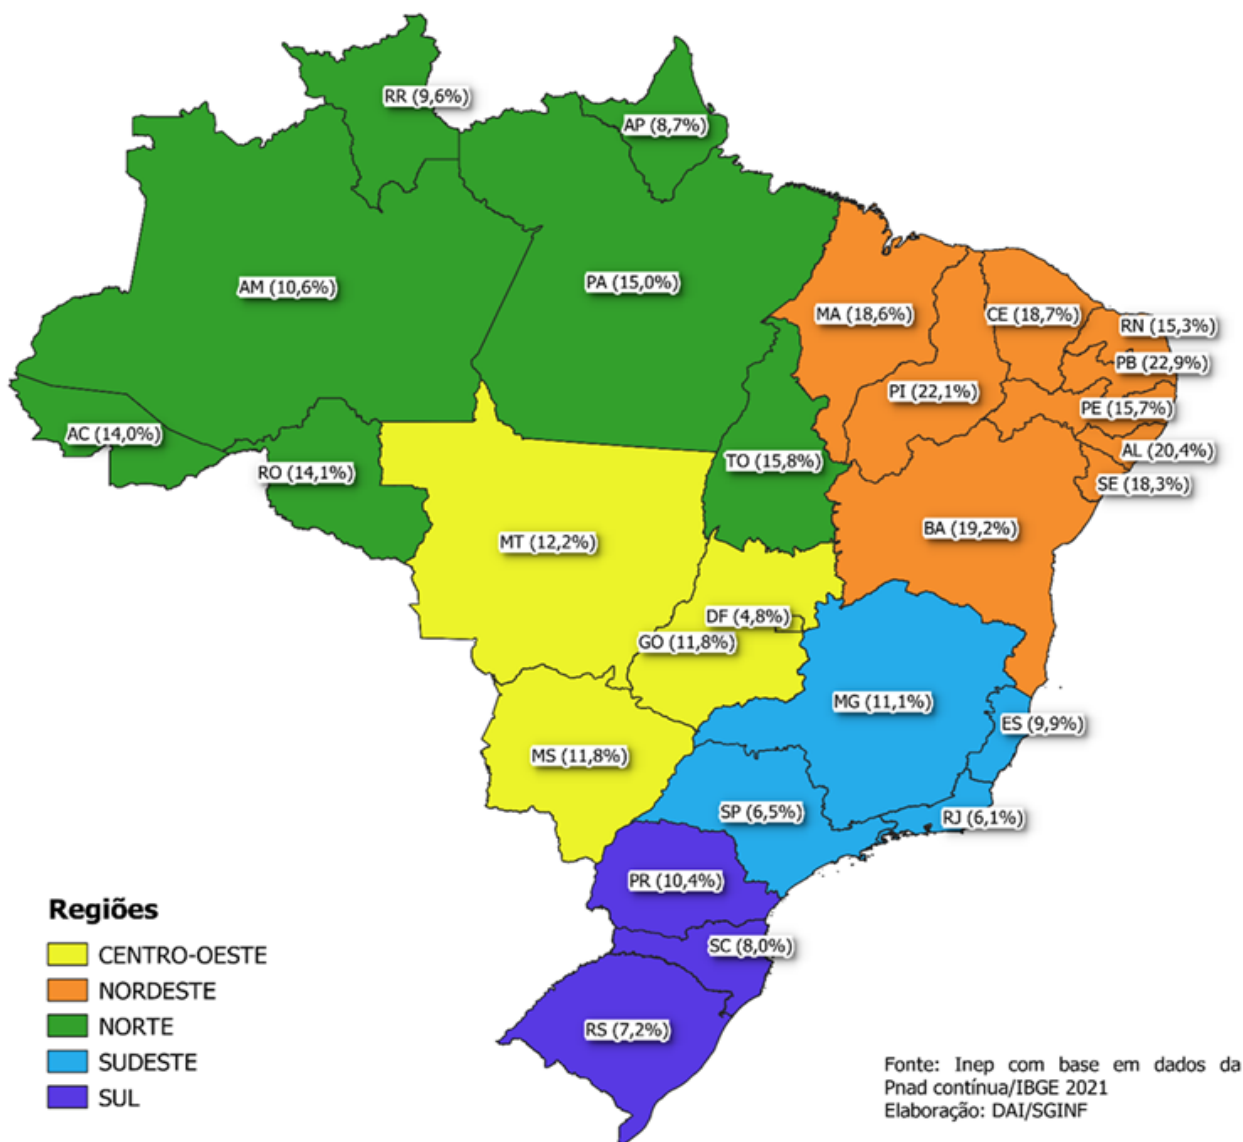 RR (9,6%)
AP (8,7%)
AM (10,6%)
PA (15,0%)
MA (18,6%)
CE (18,7%)
RN (15,3%)
PB (22,9%)
PI (22,1%)
PE (15,7%)
AC (14,0%)
AL (20,4%)
TO (15,8%)
RO (14,1%)
SE (18,3%)
BA (19,2%)
MT (12,2%)
DF (4,8%)
GO (11,8%)
MG (11,1%)
ES (9,9%)
MS (11,8%)
SP (6,5%)
RJ (6,1%)
PR (10,4%)
SC (8,0%)
RS (7,2%)
Regiões
CENTRO-OESTE
NORDESTE
NORTE
SUDESTE
SUL
Fonte: Inep com base em dados da
Pnad contínua/IBGE 2021
Elaboração: DAI/SGINF